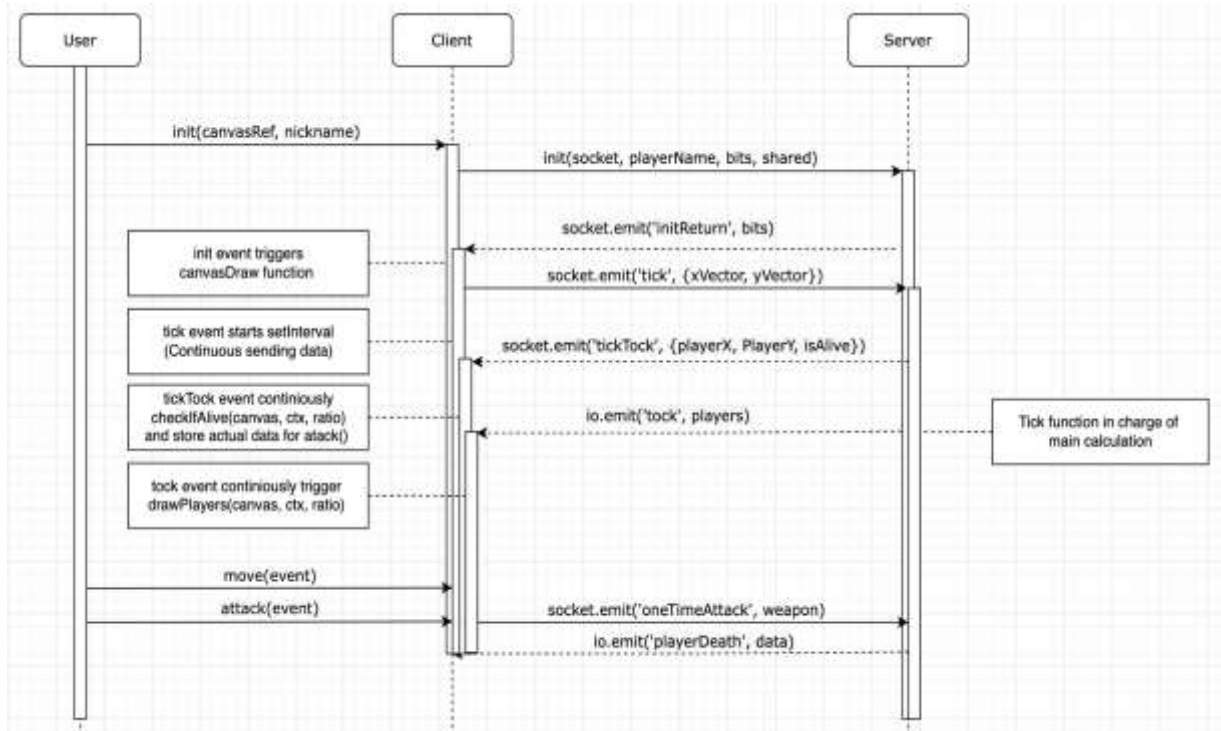 User
Client
Server
init(canvasRef, nickname)
init(socket, playerName, bits, shared)
socket.emit('initReturn', bits)
init event triggers
canvasDraw function
socket.emit('tick', {xVector, yVector})
tick event starts setInterval
(Continuous sending data)
socket.emit('tickTock', {playerX, PlayerY, isAlive})
tickTock event continiously
checkIfAlive(canvas, ctx, ratio)
and store actual data for atack()
io.emit('tock', players)
Tick function in charge of
main calculation
tock event continiously trigger
drawPlayers(canvas, ctx, ratio)
move(event)
attack(event)
socket.emit('oneTimeAttack', weapon)
io.emit('playerDeath', data)